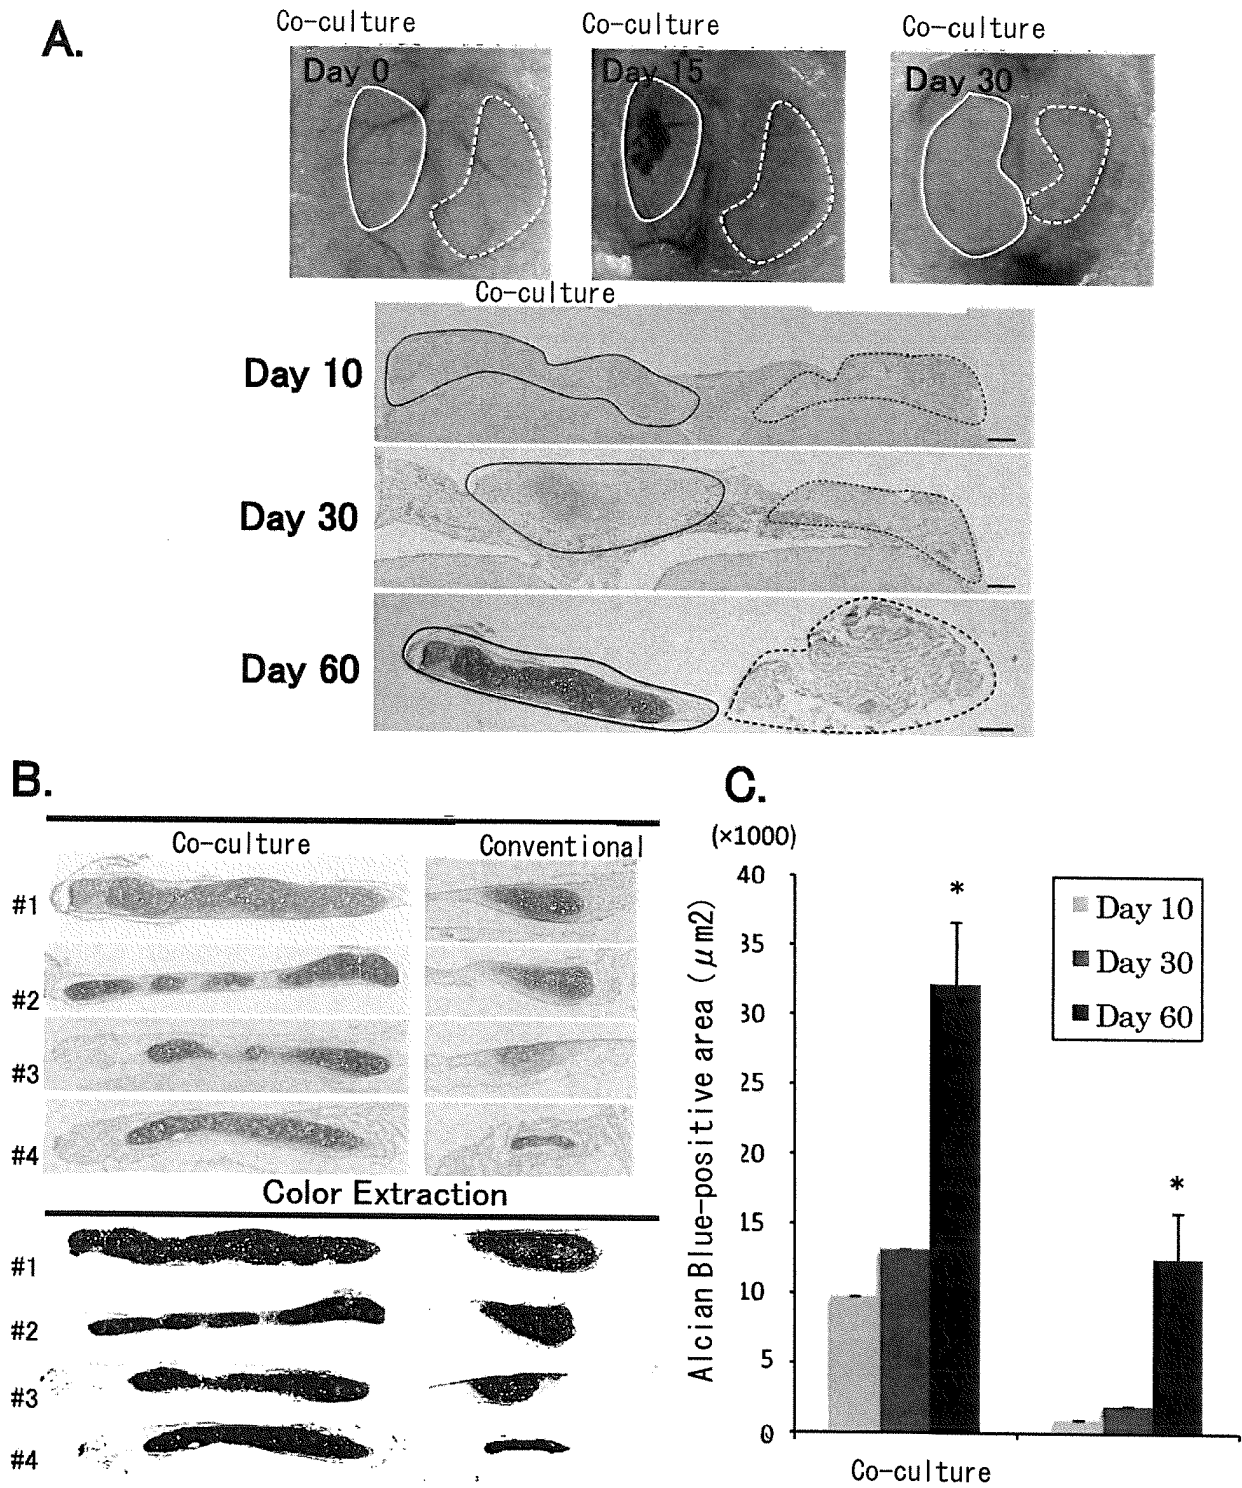 A.
Co-culture
Co-culture
Co-culture
Day 0
Day 15
Day 30
Co-culture
Day 10
Day 30
Day 60
B.
Co-culture
Conventional
#1
#2
#3
#4
Color Extraction
#1
#2
#3
#4
C.
(×1000)
Alcian Blue-positive area (μm2)
40
35
30
25
20
15
10
5
0
*
*
Day 10
Day 30
Day 60
Co-culture